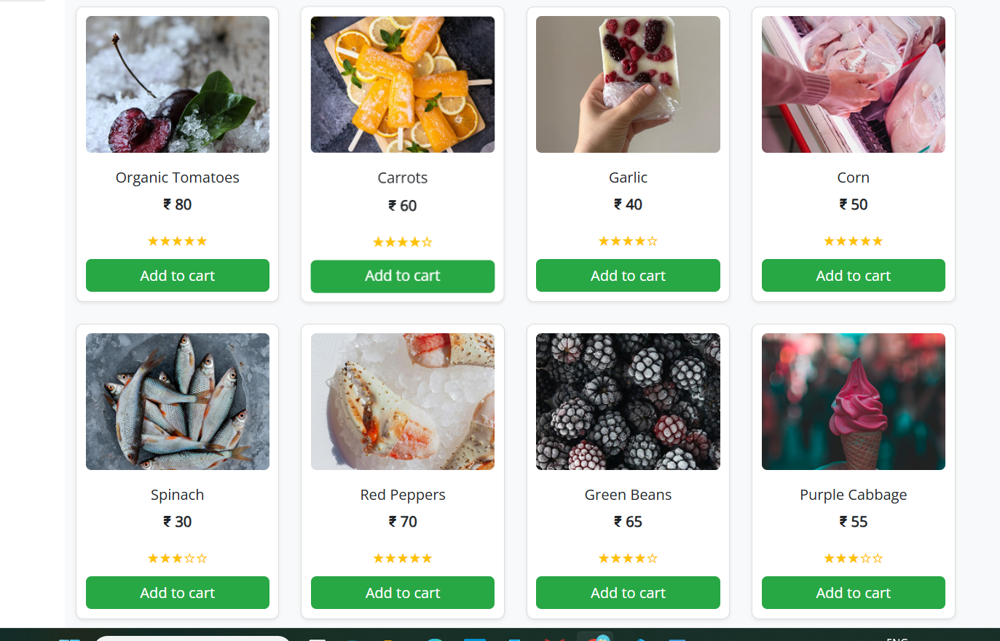 Organic Tomatoes
₹ 80
★★★★★
Add to cart
Carrots
₹ 60
★★★★☆
Add to cart
Garlic
₹ 40
★★★★☆
Add to cart
Corn
₹ 50
★★★★★
Add to cart
Spinach
₹ 30
★★★☆☆
Add to cart
Red Peppers
₹ 70
★★★★★
Add to cart
Green Beans
₹ 65
★★★★☆
Add to cart
Purple Cabbage
₹ 55
★★★☆☆
Add to cart
ENG